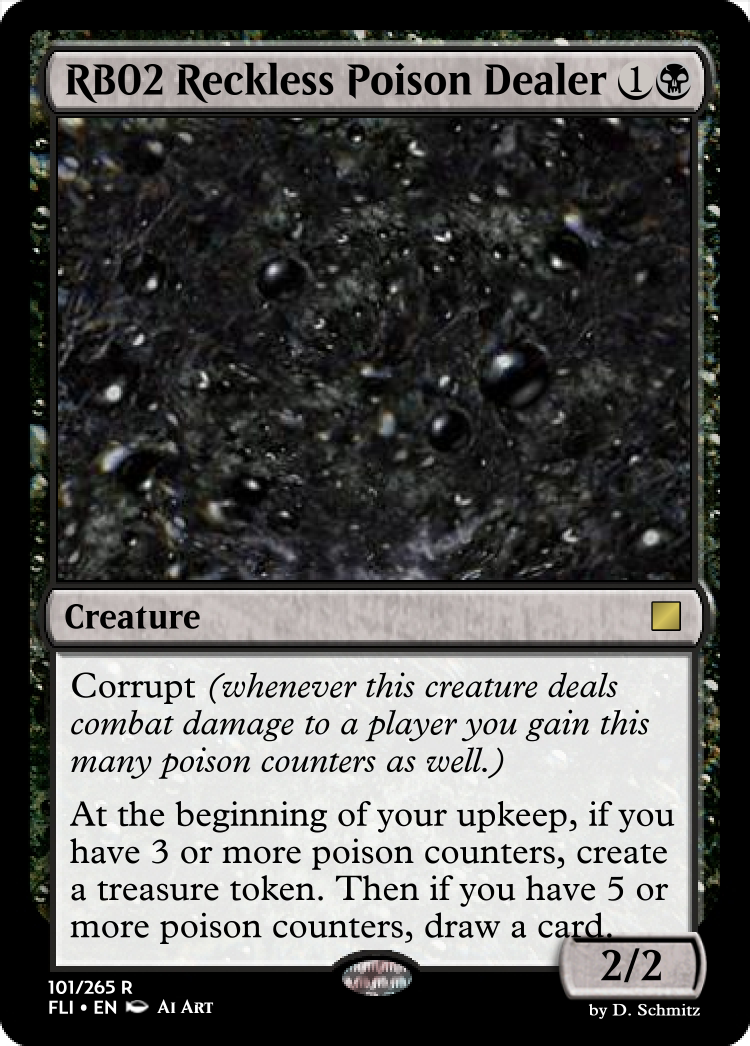 RB02 Reckless Poison Dealer 1
Creature
Corrupt (whenever this creature deals
combat damage to a player you gain this
many poison counters as well.)
At the beginning of your upkeep, if you
have 3 or more poison counters, create
a treasure token. Then if you have 5 or
more poison counters, draw a card.
2/2
101/265 R
FLI • EN AI ART
by D. Schmitz